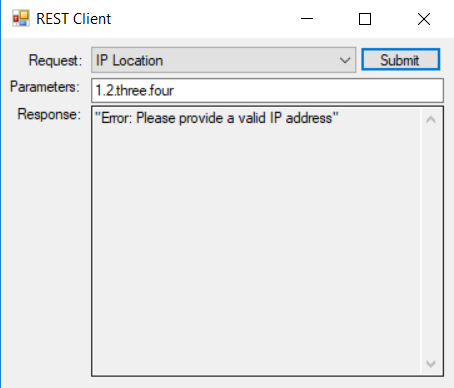 REST Client
Request: IP Location Submit
Parameters: 1.2.three.four
Response: "Error: Please provide a valid IP address"